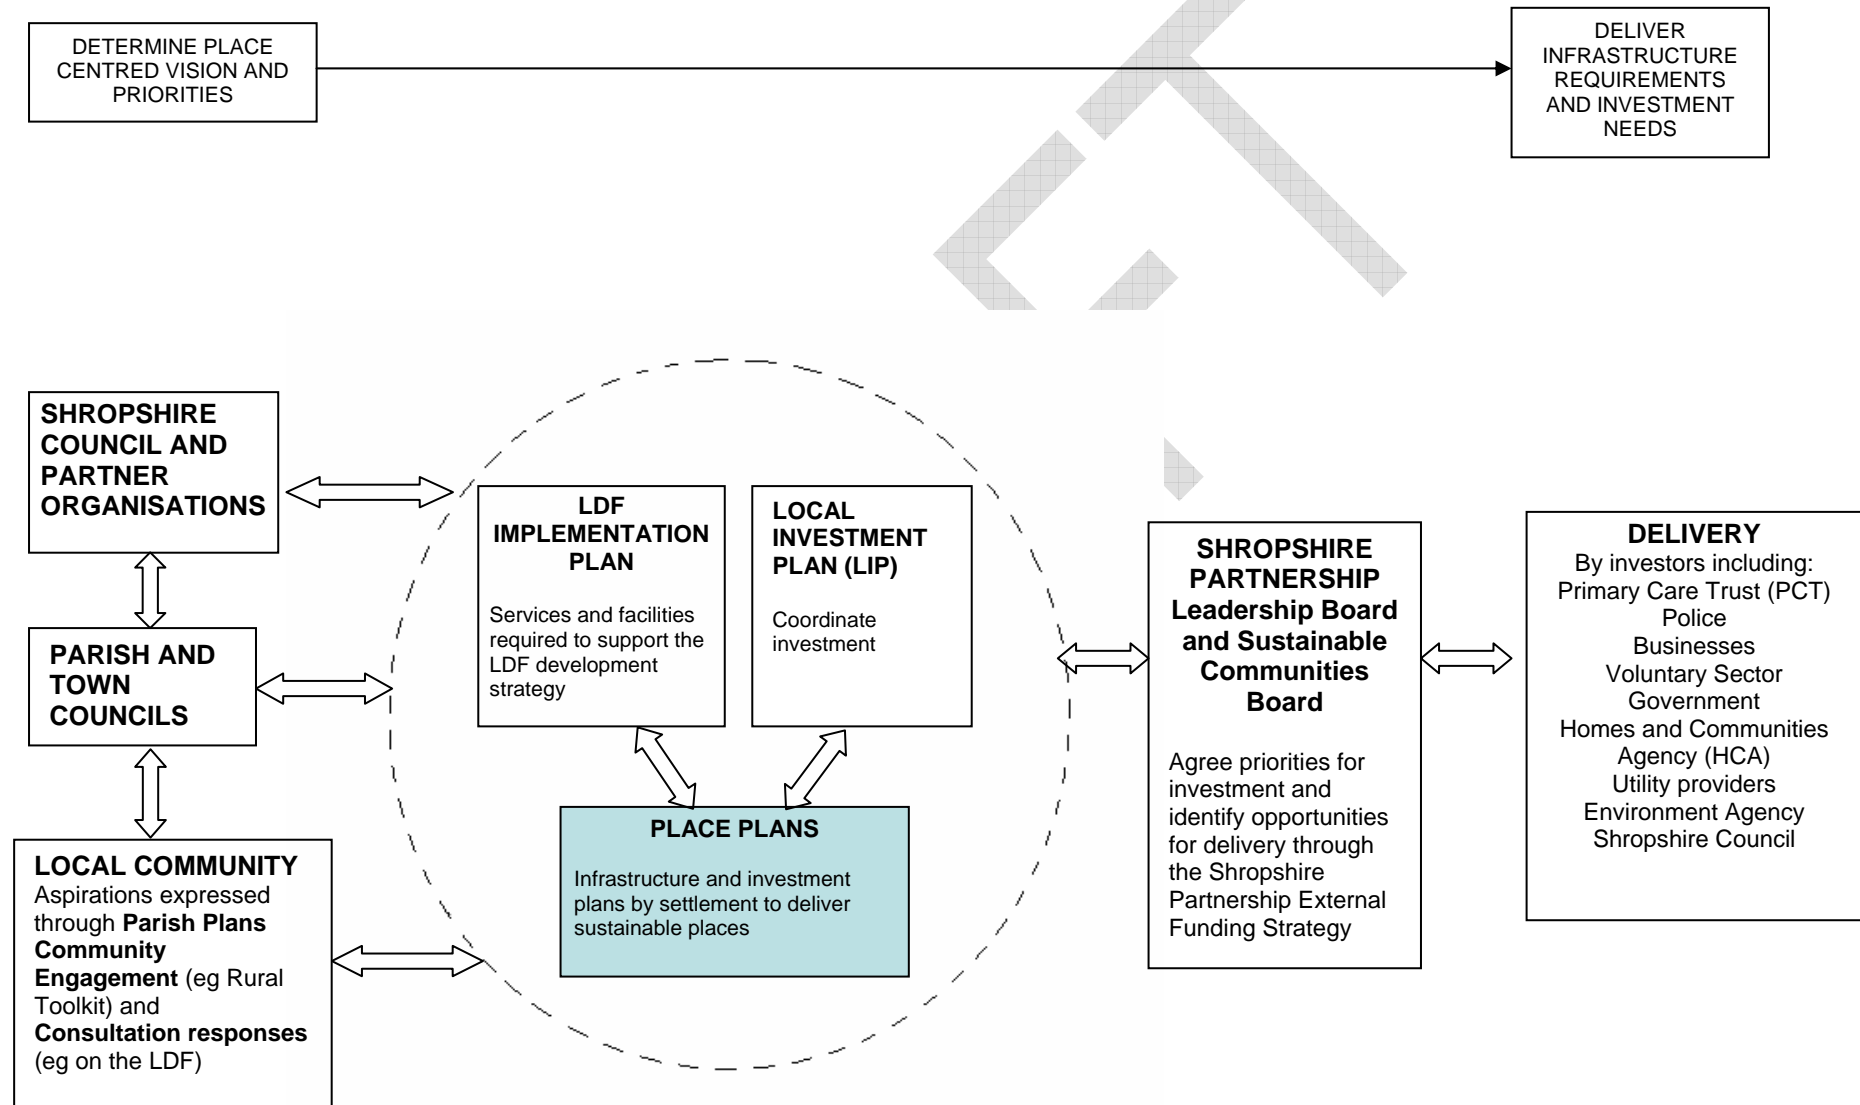 DETERMINE PLACE
CENTRED VISION AND
PRIORITIES
DELIVER
INFRASTRUCTURE
REQUIREMENTS
AND INVESTMENT
NEEDS
SHROPSHIRE
COUNCIL AND
PARTNER
ORGANISATIONS
PARISH AND
TOWN
COUNCILS
LOCAL COMMUNITY
Aspirations expressed
through Parish Plans
Community
Engagement (eg Rural
Toolkit) and
Consultation responses
(eg on the LDF)
LDF
IMPLEMENTATION
PLAN
Services and facilities
required to support the
LDF development
strategy
LOCAL
INVESTMENT
PLAN (LIP)
Coordinate
investment
PLACE PLANS
Infrastructure and investment
plans by settlement to deliver
sustainable places
SHROPSHIRE
PARTNERSHIP
Leadership Board
and Sustainable
Communities
Board
Agree priorities for
investment and
identify opportunities
for delivery through
the Shropshire
Partnership External
Funding Strategy
DELIVERY
By investors including:
Primary Care Trust (PCT)
Police
Businesses
Voluntary Sector
Government
Homes and Communities
Agency (HCA)
Utility providers
Environment Agency
Shropshire Council